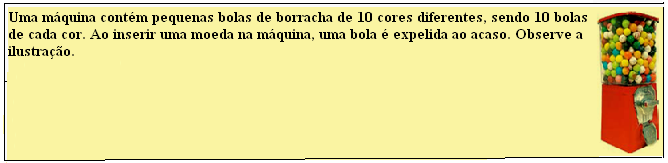 Uma máquina contém pequenas bolas de borracha de 10 cores diferentes, sendo 10 bolas
de cada cor. Ao inserir uma moeda na máquina, uma bola é expelida ao acaso. Observe a
ilustração.